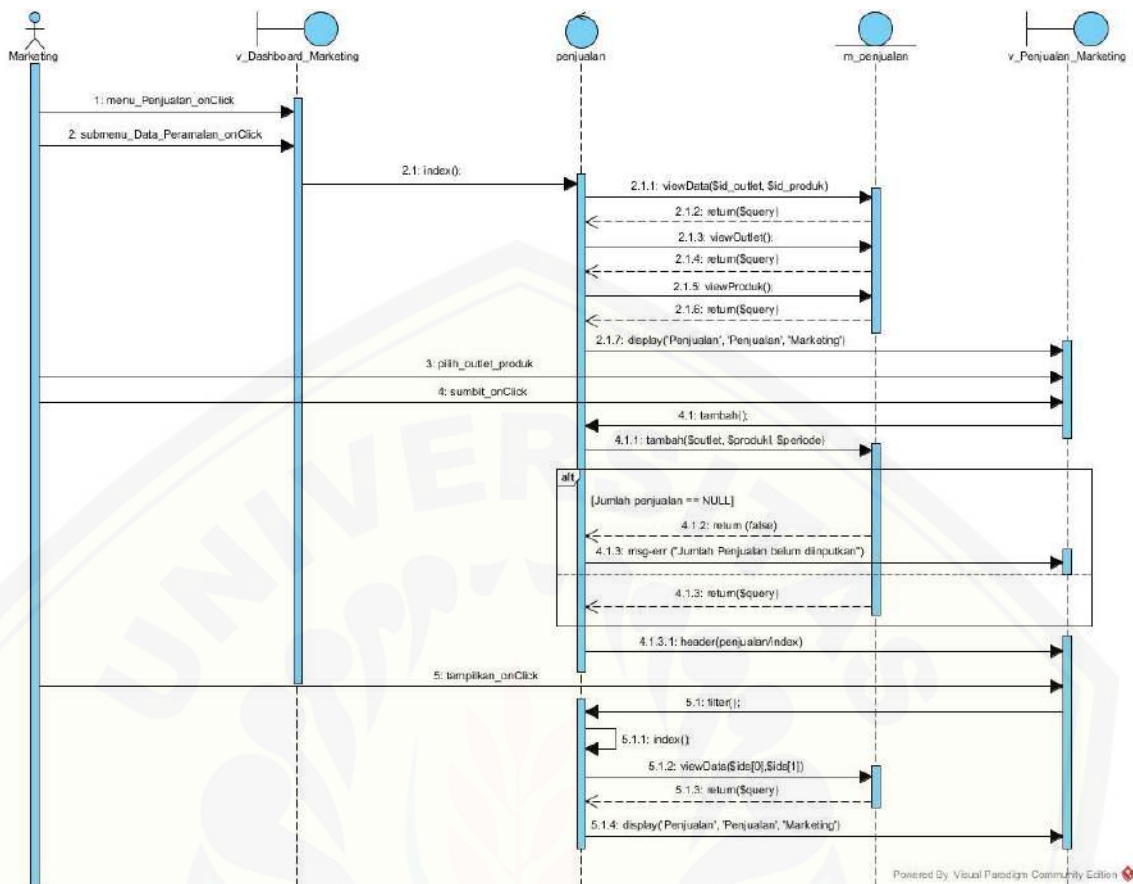 Marketing
v_Dashboard_Marketing
penjualan
m_penjualan
v_Penjualan_Marketing
1: menu_Penjualan_onClick
2: submenu_Data_Peramalan_onClick
2.1: index();
2.1.1: viewData($id_outlet, $id_produk)
2.1.2: return($query)
2.1.3: viewOutlet();
2.1.4: return($query)
2.1.5: viewProduk();
2.1.6: return($query)
2.1.7: display('Penjualan', 'Penjualan', 'Marketing')
3: pilih_outlet_produk
4: sumbit_onClick
4.1: tambah();
4.1.1: tambah($outlet, $produkl, $periode)
alt
[Jumlah penjualan == NULL]
4.1.2: return (false)
4.1.3: msg-err ("Jumlah Penjualan belum diinputkan")
4.1.3: return($query)
4.1.3.1: header(penjualan/index)
5: tampilkan_onClick
5.1: filter();
5.1.1: index();
5.1.2: viewData($ids[0],$ids[1])
5.1.3: return($query)
5.1.4: display('Penjualan', 'Penjualan', 'Marketing')
UNIVERSITAS
Powered By Visual Paradigm Community Edition